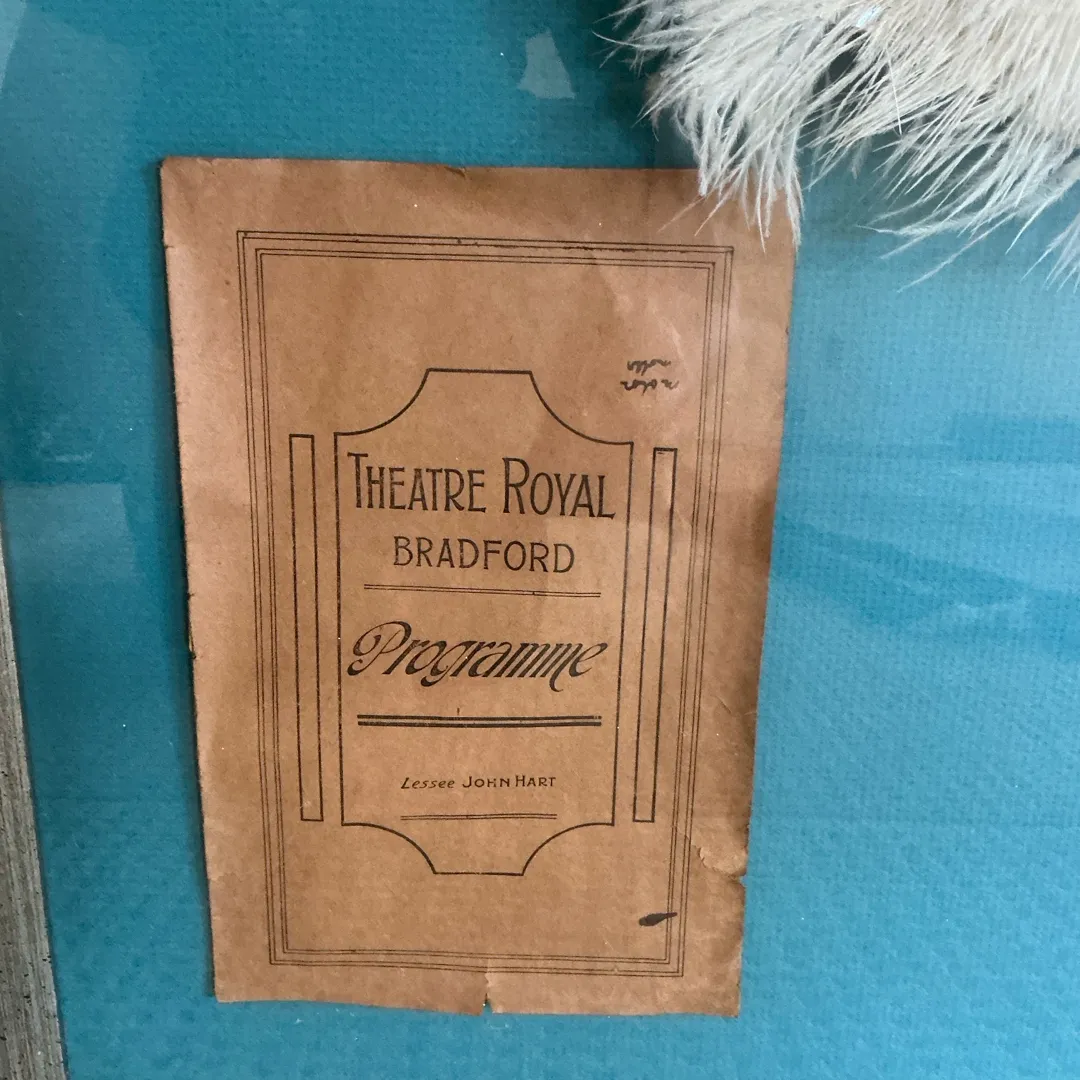 THEATRE ROYAL
BRADFORD
Programme
Lessee JOHN HART